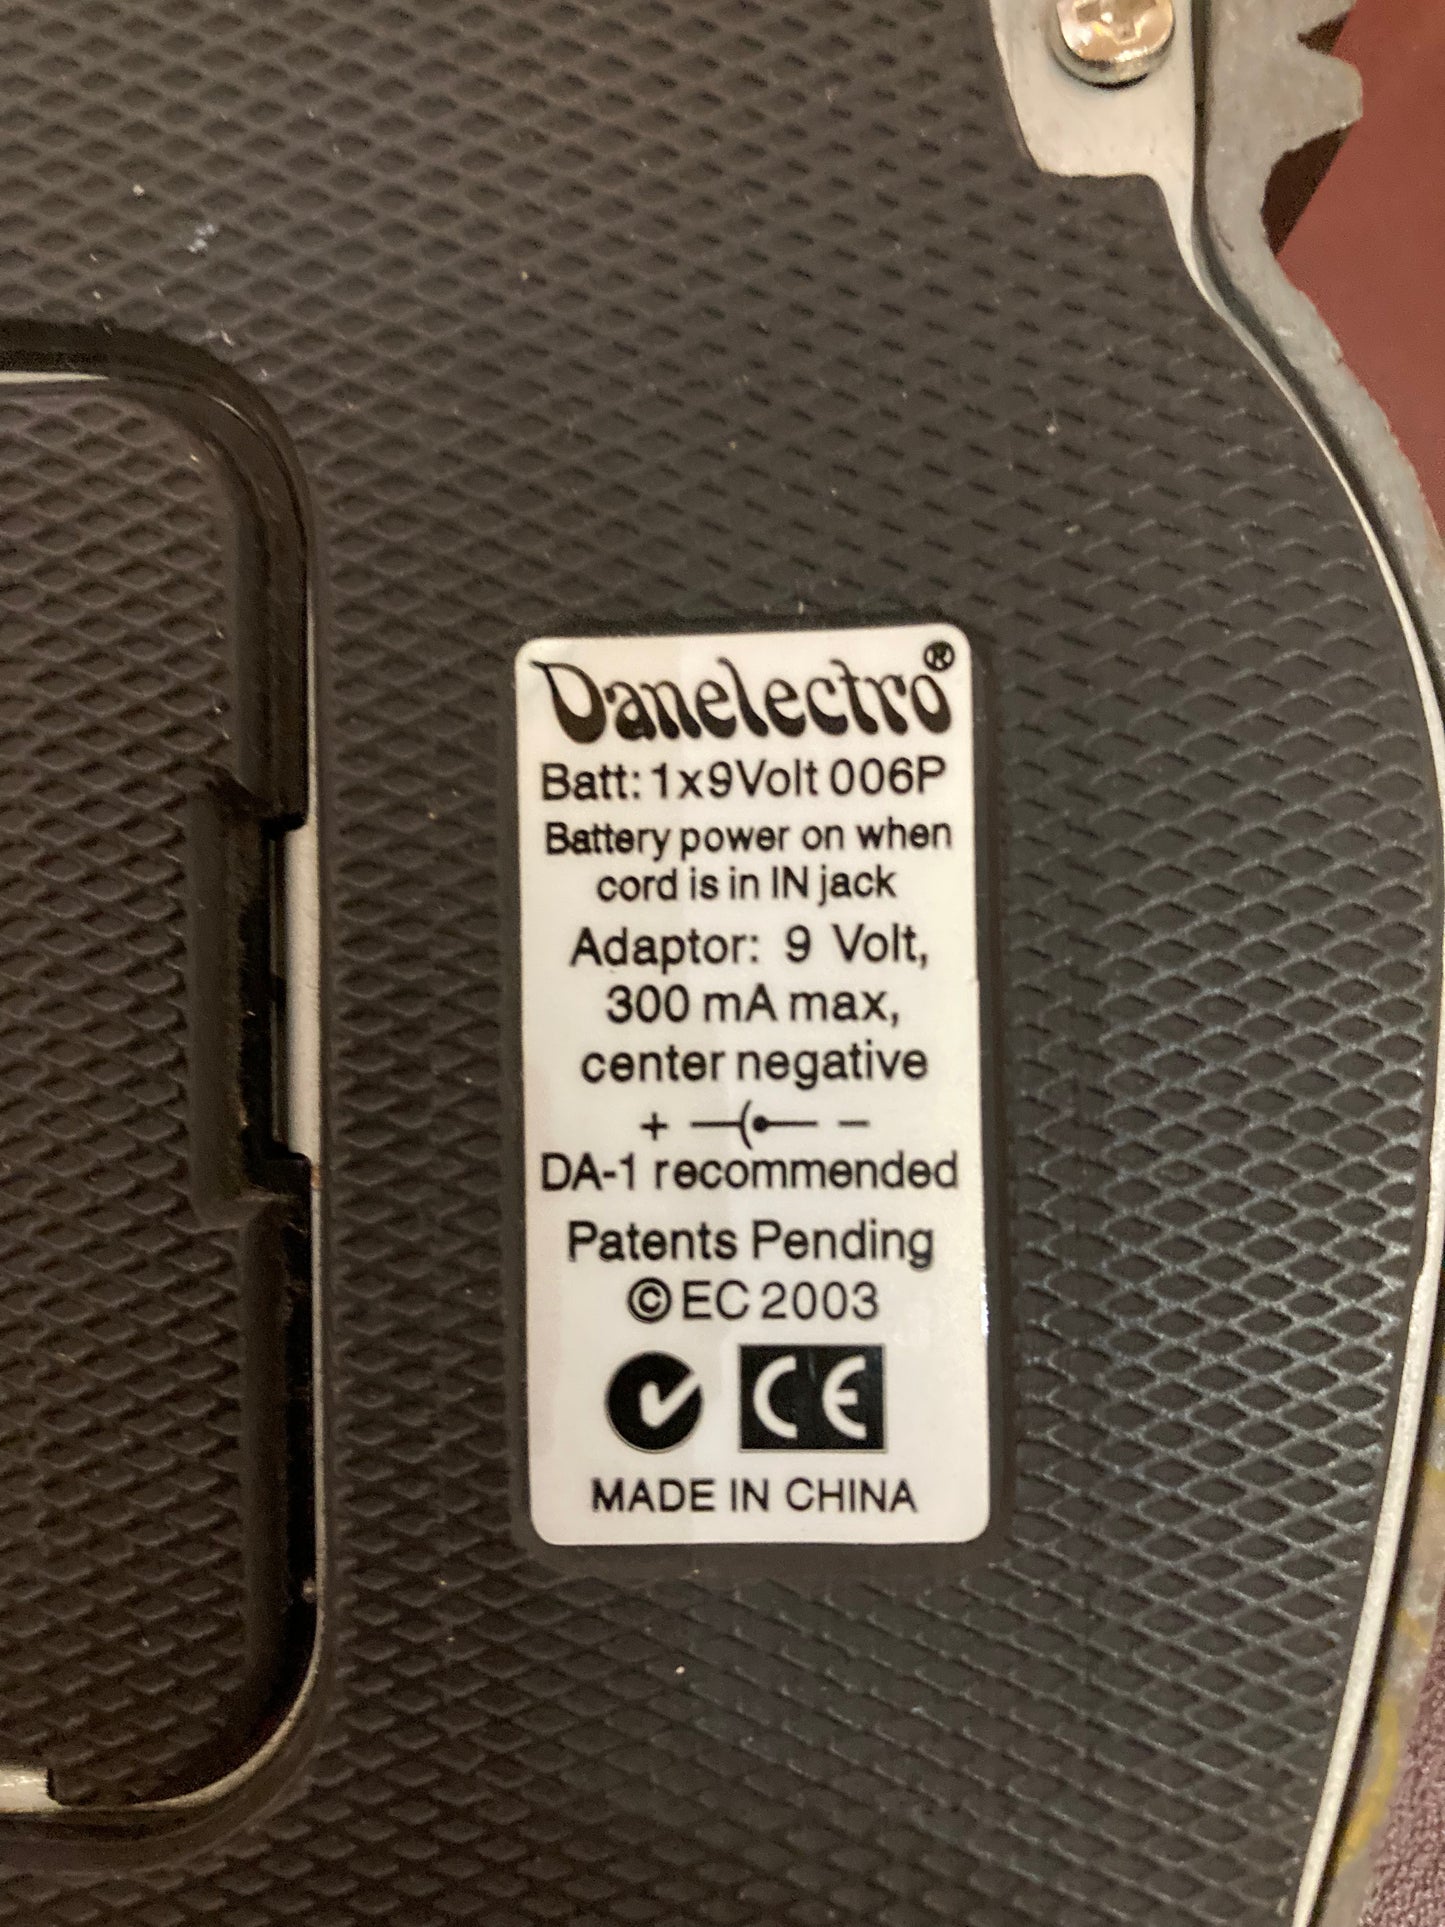 Danelectro®
Batt: 1x9Volt 006P
Battery power on when
cord is in IN jack
Adaptor: 9 Volt,
300 mA max,
center negative
+ −
DA-1 recommended
Patents Pending
© EC 2003
CE
MADE IN CHINA